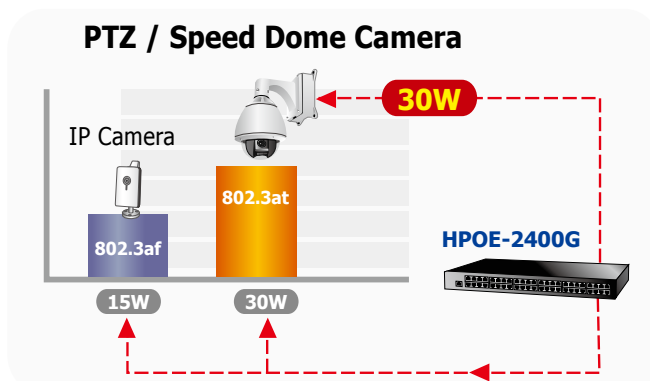 PTZ / Speed Dome Camera
30W
IP Camera
802.3at
802.3af
HPOE-2400G
15W
30W